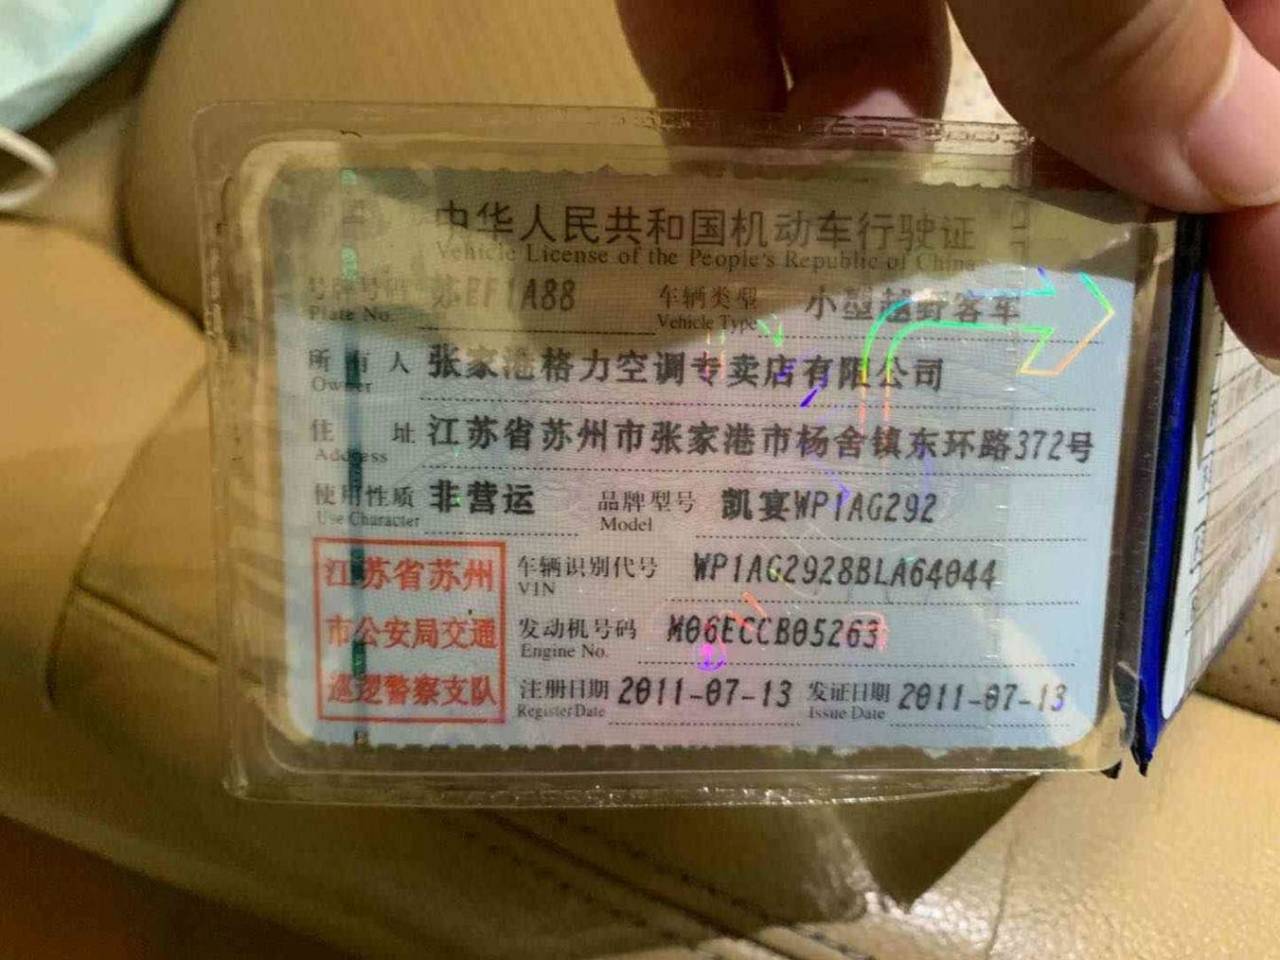 中华人民共和国机动车行驶证
Vehicle License of the People's Republic of China
号牌号码 苏EF1A88 车辆类型 小型越野客车
Plate No. Vehicle Type
所有人 张家港格力空调专卖店有限公司
Owner
住址 江苏省苏州市张家港市杨舍镇东环路372号
Address
使用性质 非营运 品牌型号 凯宴WP1AG292
Use Character Model
江苏省苏州
市公安局交通
巡逻警察支队
车辆识别代号 WP1AG2928BLA64044
VIN
发动机号码 M06ECCB05263
Engine No.
注册日期 2011-07-13 发证日期 2011-07-13
Register Date Issue Date